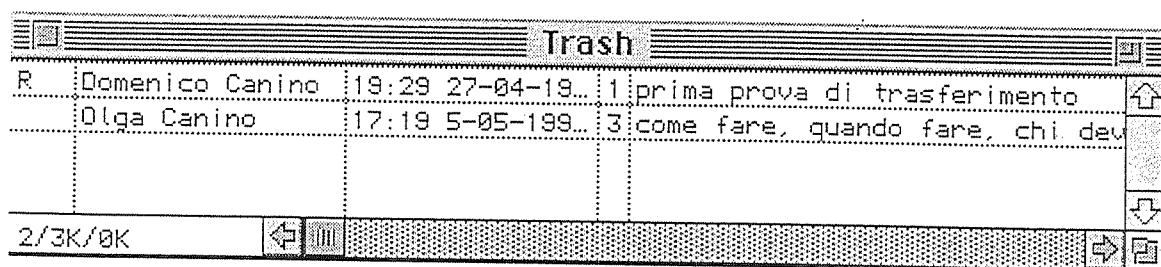 Trash
R Domenico Canino 19:29 27-04-19… 1 prima prova di trasferimento
Olga Canino 17:19 5-05-199… 3 come fare, quando fare, chi dev
2/3K/0K